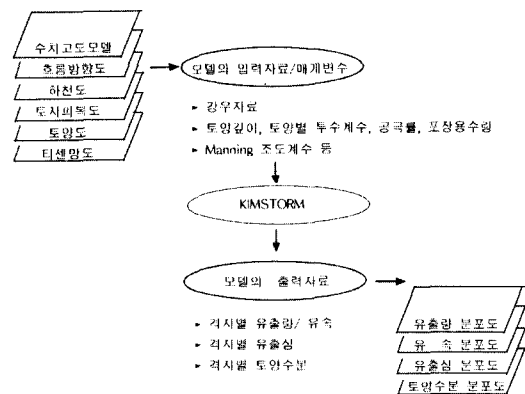 수치고도모델
흐름방향도
하천도
토지피복도
토양도
티센망도
모델의 입력자료/매개변수
▸ 강우자료
▸ 토양깊이, 토양별 투수계수, 공극률, 포장용수량
▸ Manning 조도계수 등
KIMSTORM
모델의 출력자료
▸ 격자별 유출량/ 유속
▸ 격자별 유출심
▸ 격자별 토양수분
유출량 분포도
유 속 분포도
유출심 분포도
토양수분 분포도